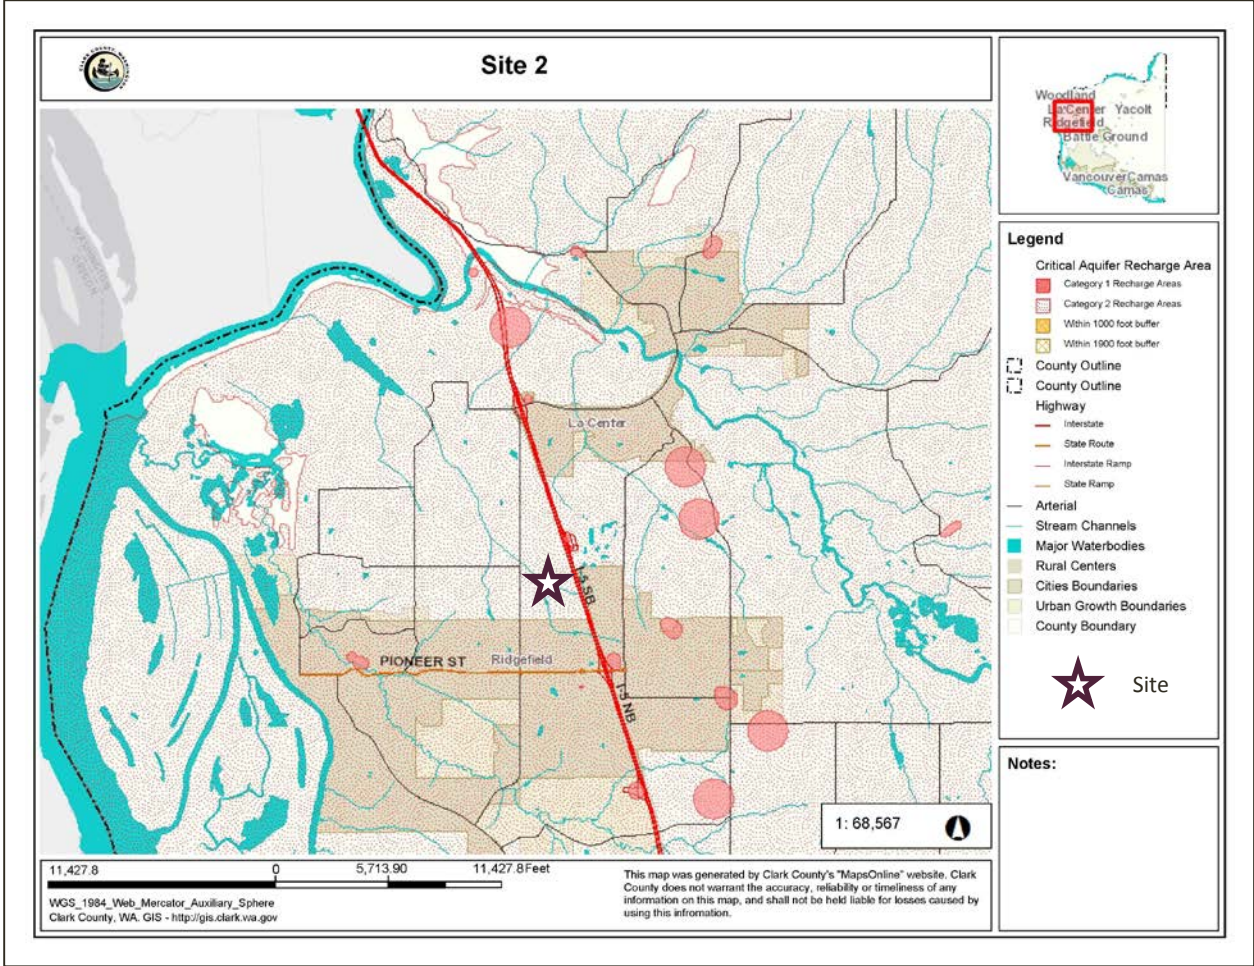 Site 2
CLARK COUNTY, WASHINGTON
Woodland
La Center Yacolt
Ridgefield
Battle Ground
Vancouver Camas
Camas
La Center
I-5 SB
PIONEER ST
Ridgefield
I-5 NB
1: 68,567
Legend
Critical Aquifer Recharge Area
Category 1 Recharge Areas
Category 2 Recharge Areas
Within 1000 foot buffer
Within 1900 foot buffer
County Outline
County Outline
Highway
Interstate
State Route
Interstate Ramp
State Ramp
Arterial
Stream Channels
Major Waterbodies
Rural Centers
Cities Boundaries
Urban Growth Boundaries
County Boundary
Site
Notes:
11,427.8 0 5,713.90 11,427.8 Feet
WGS_1984_Web_Mercator_Auxiliary_Sphere
Clark County, WA. GIS - http://gis.clark.wa.gov
This map was generated by Clark County's "MapsOnline" website. Clark
County does not warrant the accuracy, reliability or timeliness of any
information on this map, and shall not be held liable for losses caused by
using this infromation.